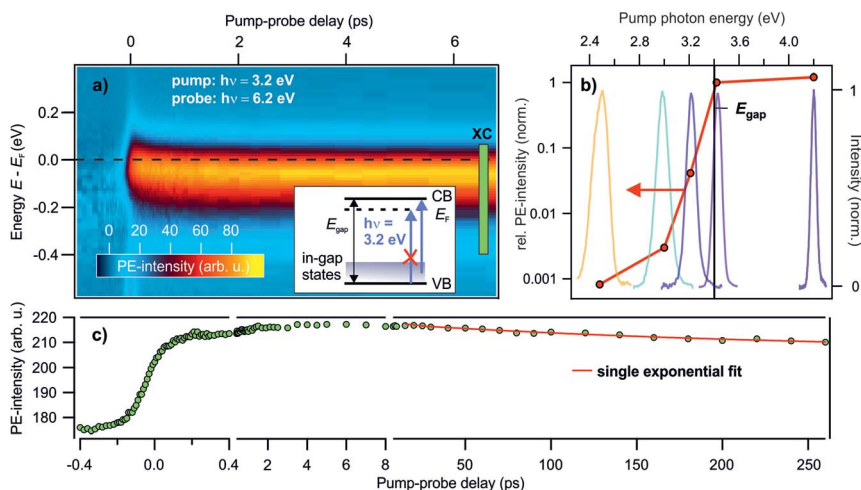 Pump-probe delay (ps)
0 2 4 6
a) pump: hν = 3.2 eV
probe: hν = 6.2 eV
XC
Energy E - E_F (eV)
0.2
0.0
-0.2
-0.4
0 20 40 60 80
PE-intensity (arb. u.)
CB
E_F
E_gap
hν =
3.2 eV
in-gap
states
VB
Pump photon energy (eV)
2.4 2.8 3.2 3.6 4.0
b)
E_gap
rel. PE-intensity (norm.)
1
0.1
0.01
0.001
Intensity (norm.)
1
0
c)
PE-intensity (arb. u.)
220
210
200
190
180
single exponential fit
-0.4 0.0 0.4 2 4 6 8 50 100 150 200 250
Pump-probe delay (ps)